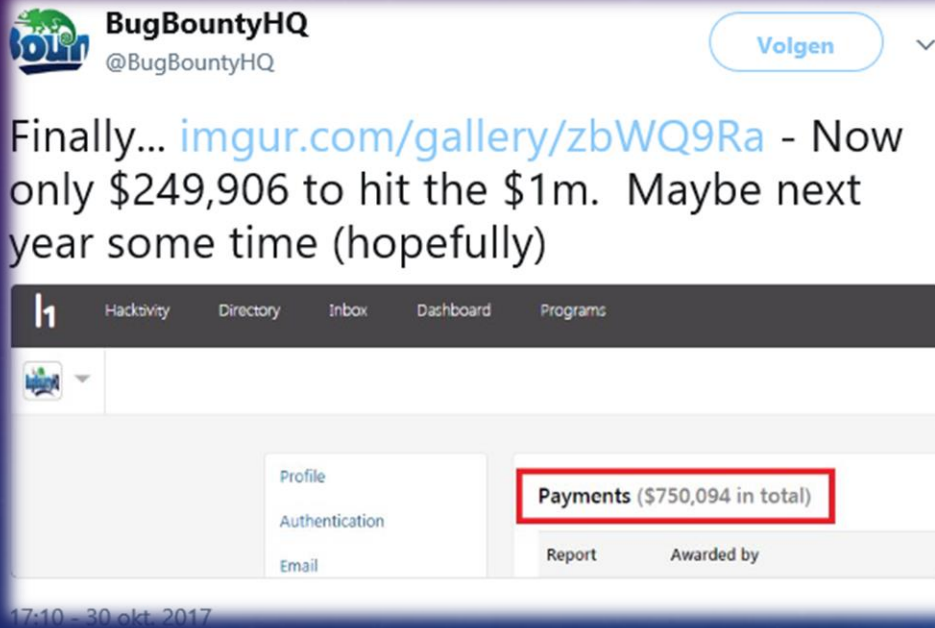 BugBountyHQ
@BugBountyHQ
Volgen
Finally... imgur.com/gallery/zbWQ9Ra - Now
only $249,906 to hit the $1m.  Maybe next
year some time (hopefully)
h1 Hacktivity Directory Inbox Dashboard Programs
Profile
Authentication
Email
Payments ($750,094 in total)
Report Awarded by
17:10 - 30 okt. 2017